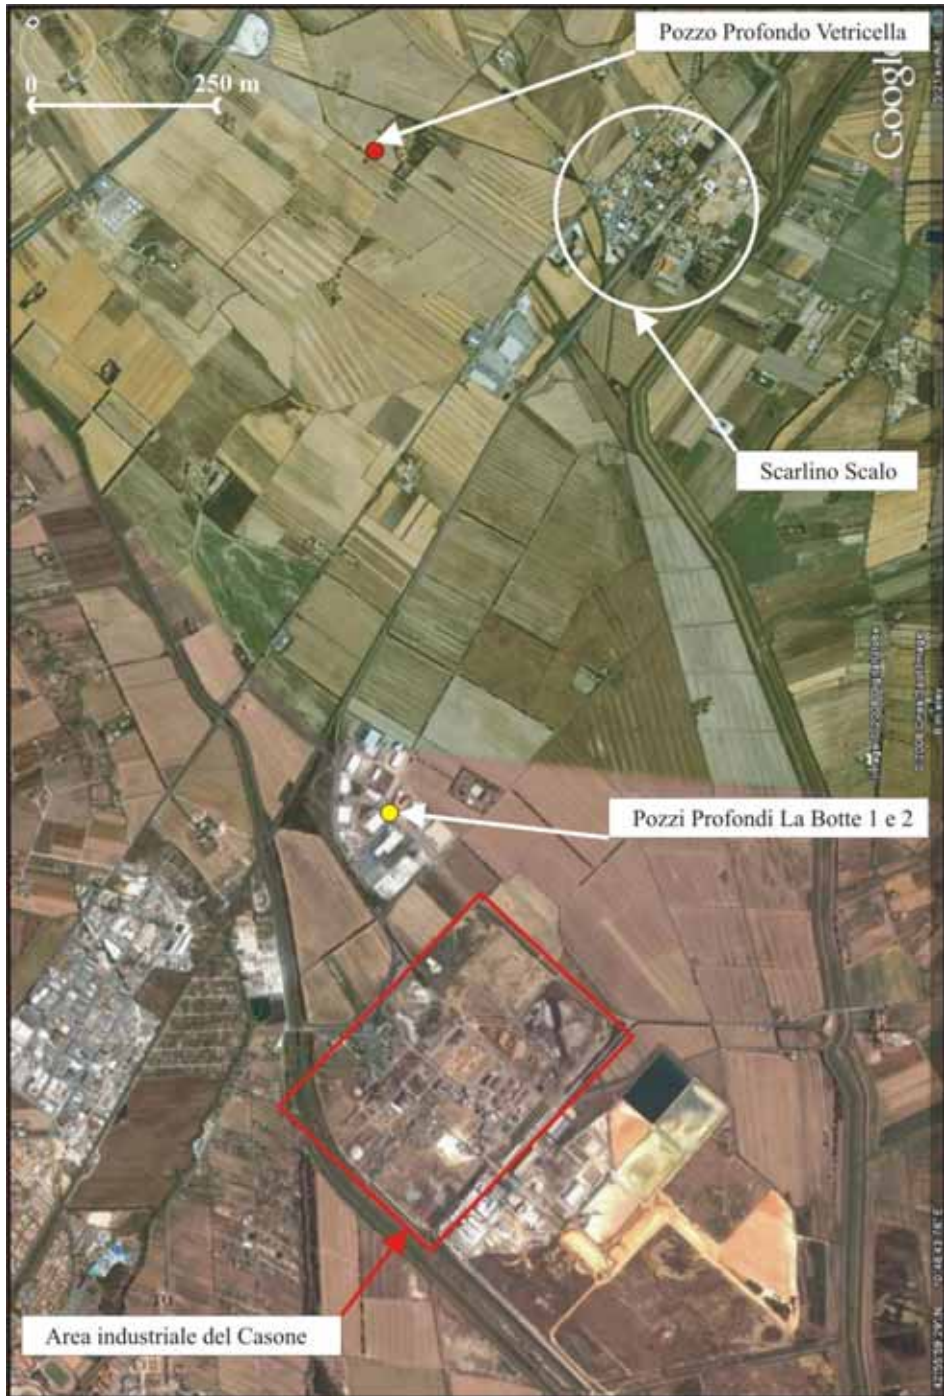 Pozzo Profondo Vetricella
0 250 m
Google
Scarlino Scalo
Pozzi Profondi La Botte 1 e 2
Area industriale del Casone